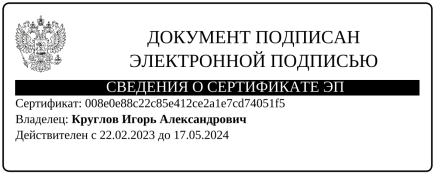 ДОКУМЕНТ ПОДПИСАН
ЭЛЕКТРОННОЙ ПОДПИСЬЮ
СВЕДЕНИЯ О СЕРТИФИКАТЕ ЭП
Сертификат: 008e0e88c22c85e412ce2a1e7cd74051f5
Владелец: Круглов Игорь Александрович
Действителен с 22.02.2023 до 17.05.2024